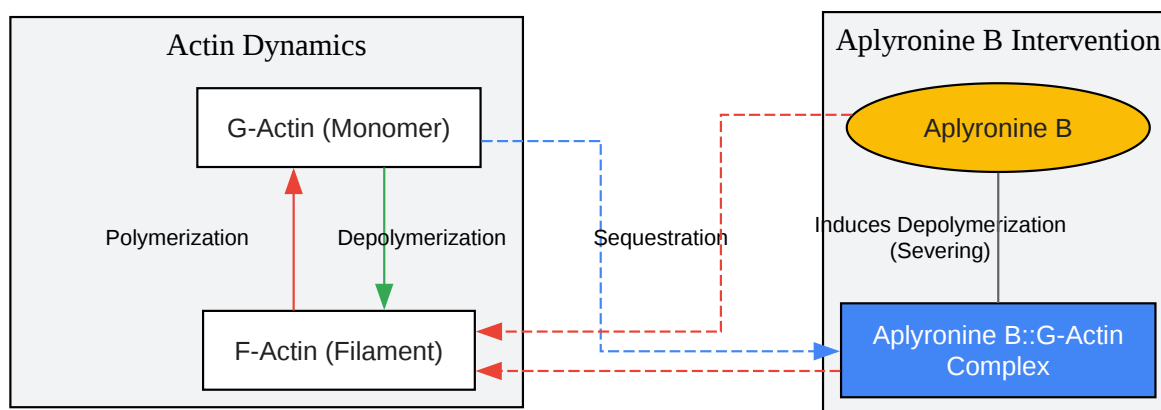 Actin Dynamics
Aplyronine B Intervention
G-Actin (Monomer)
Aplyronine B
Polymerization
Depolymerization
Sequestration
Induces Depolymerization
(Severing)
F-Actin (Filament)
Aplyronine B::G-Actin
Complex